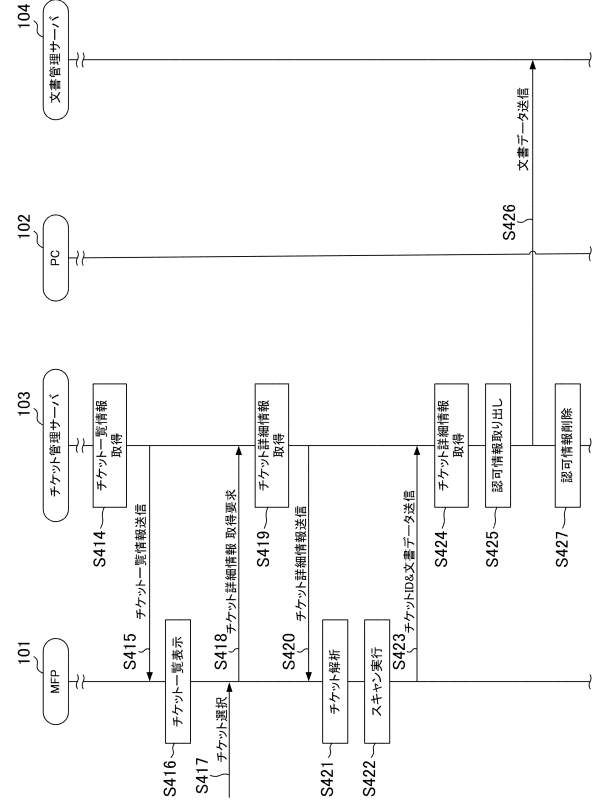 101
MFP
103
チケット管理サーバ
102
PC
104
文書管理サーバ
S414
チケット一覧情報
取得
S415
チケット一覧情報送信
S416
チケット一覧表示
S417
チケット選択
S418
チケット詳細情報 取得要求
S419
チケット詳細情報
取得
S420
チケット詳細情報送信
S421
チケット解析
S422
スキャン実行
S423
チケットID&文書データ送信
S424
チケット詳細情報
取得
S425
認可情報取り出し
S426
文書データ送信
S427
認可情報削除